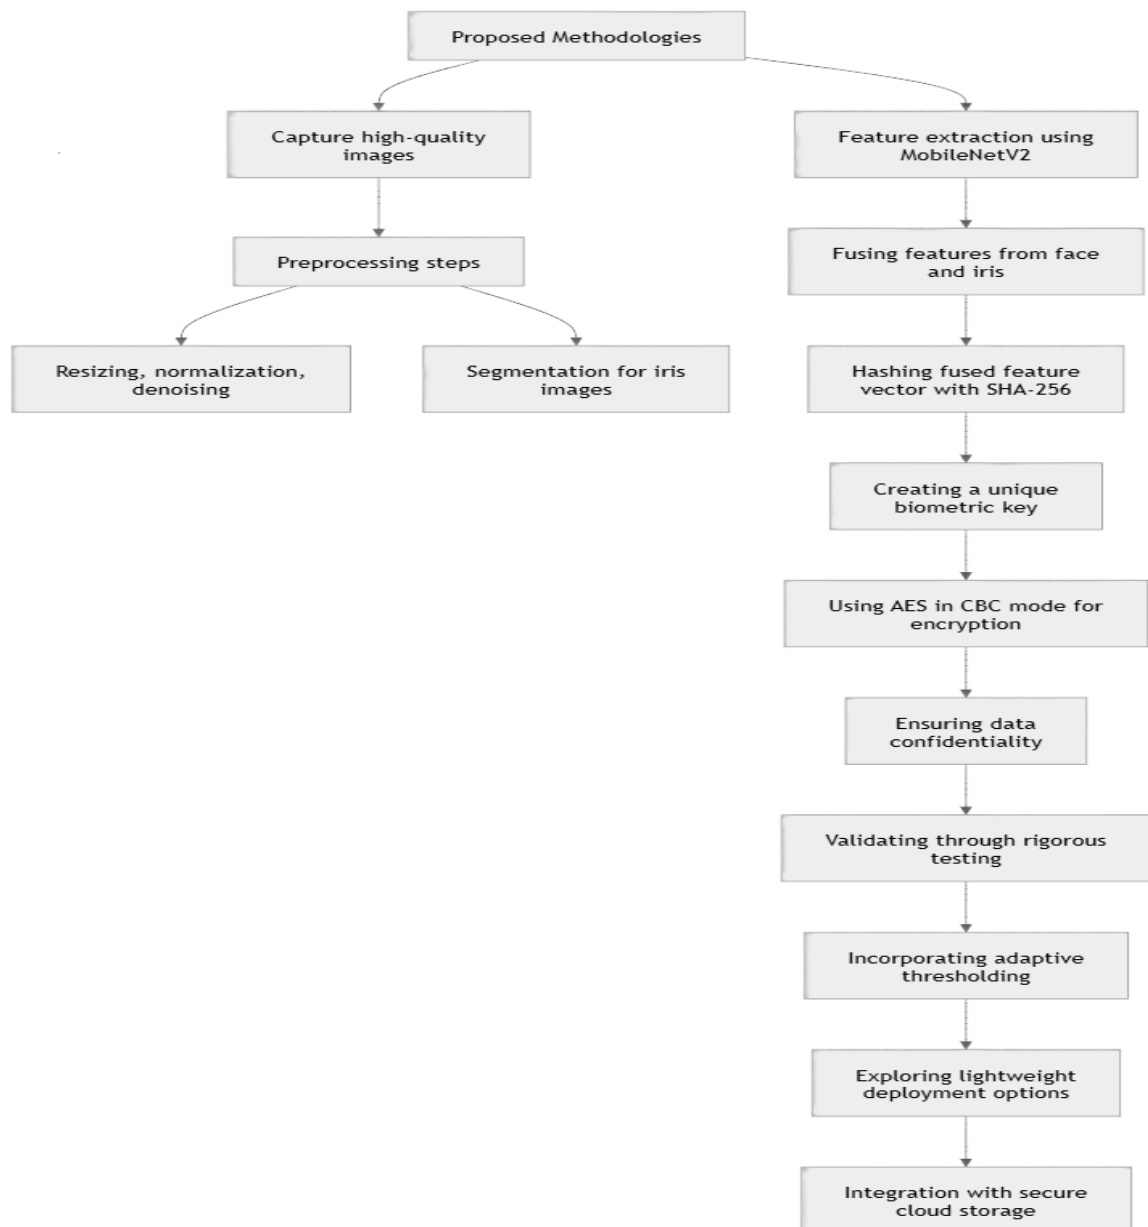 Proposed Methodologies
Capture high-quality
images
Feature extraction using
MobileNetV2
Preprocessing steps
Fusing features from face
and iris
Resizing, normalization,
denoising
Segmentation for iris
images
Hashing fused feature
vector with SHA-256
Creating a unique
biometric key
Using AES in CBC mode for
encryption
Ensuring data
confidentiality
Validating through rigorous
testing
Incorporating adaptive
thresholding
Exploring lightweight
deployment options
Integration with secure
cloud storage